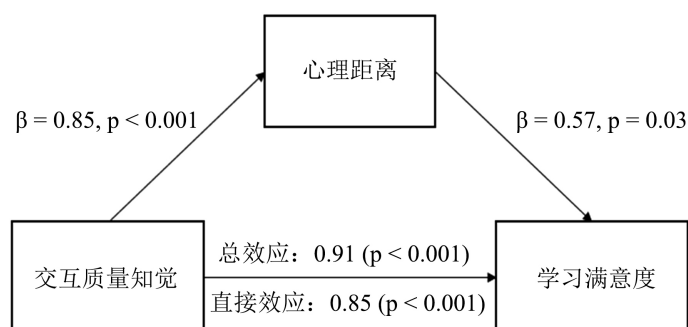 心理距离
β = 0.85, p < 0.001
β = 0.57, p = 0.03
总效应：0.91 (p < 0.001)
交互质量知觉
学习满意度
直接效应：0.85 (p < 0.001)